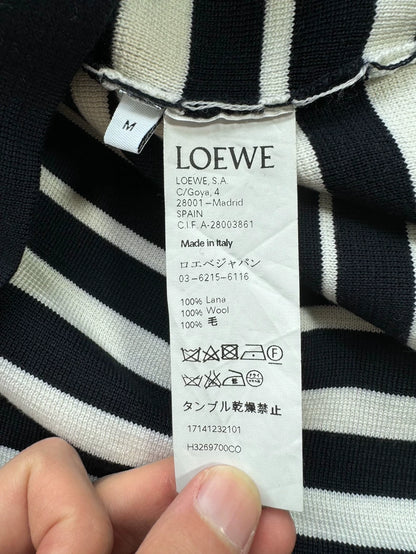 M
LOEWE
LOEWE, S.A.
C/Goya, 4
28001-Madrid
SPAIN
C.I.F. A-28003861
Made in Italy
ロエベジャパン
03-6215-6116
100% Lana
100% Wool
100% 毛
F
タンブル乾燥禁止
17141232101
H3269700CO